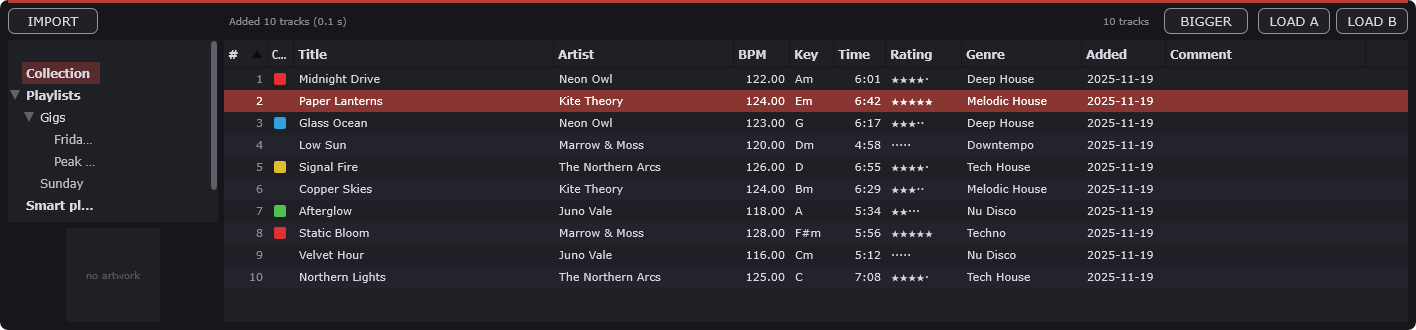 IMPORT Added 10 tracks (0.1 s) 10 tracks BIGGER LOAD A LOAD B
Collection
Playlists
Gigs
Frida...
Peak ...
Sunday
Smart pl...
no artwork
# C... Title Artist BPM Key Time Rating Genre Added Comment
1 Midnight Drive Neon Owl 122.00 Am 6:01 ★★★★· Deep House 2025-11-19
2 Paper Lanterns Kite Theory 124.00 Em 6:42 ★★★★★ Melodic House 2025-11-19
3 Glass Ocean Neon Owl 123.00 G 6:17 ★★★·· Deep House 2025-11-19
4 Low Sun Marrow & Moss 120.00 Dm 4:58 ····· Downtempo 2025-11-19
5 Signal Fire The Northern Arcs 126.00 D 6:55 ★★★★· Tech House 2025-11-19
6 Copper Skies Kite Theory 124.00 Bm 6:29 ★★★·· Melodic House 2025-11-19
7 Afterglow Juno Vale 118.00 A 5:34 ★★··· Nu Disco 2025-11-19
8 Static Bloom Marrow & Moss 128.00 F#m 5:56 ★★★★★ Techno 2025-11-19
9 Velvet Hour Juno Vale 116.00 Cm 5:12 ····· Nu Disco 2025-11-19
10 Northern Lights The Northern Arcs 125.00 C 7:08 ★★★★· Tech House 2025-11-19